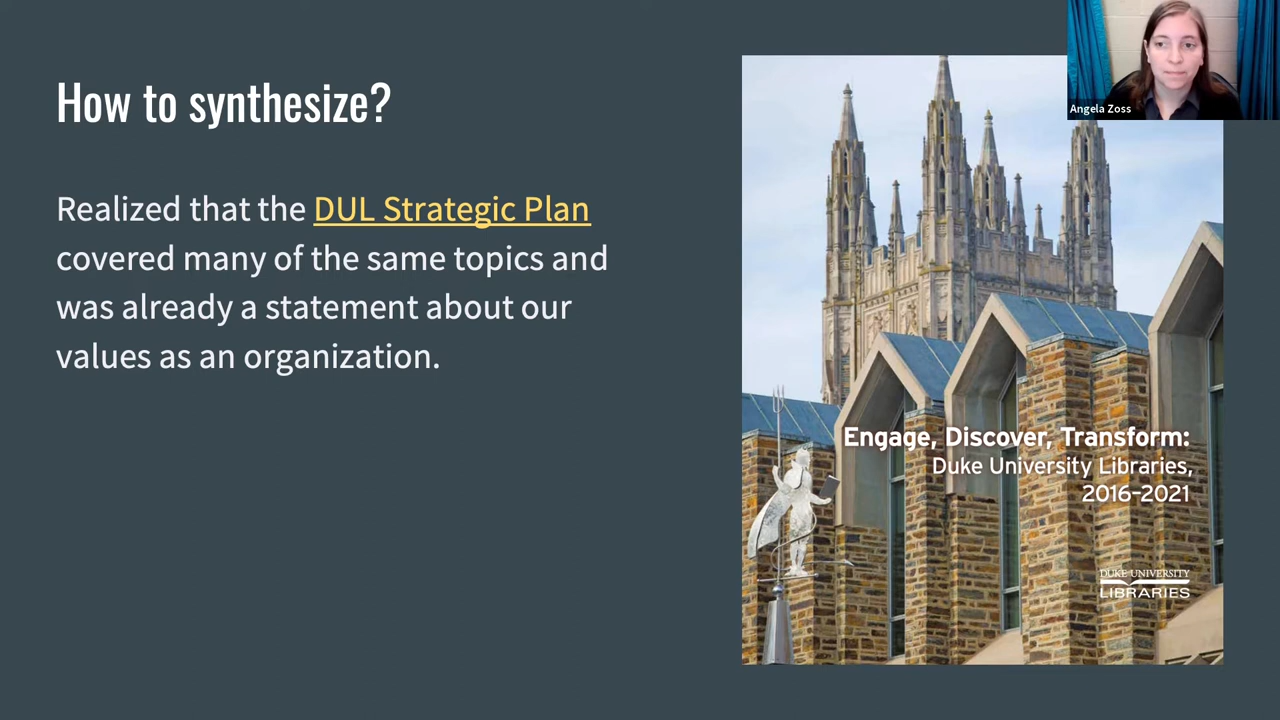 How to synthesize?
Realized that the DUL Strategic Plan
covered many of the same topics and
was already a statement about our
values as an organization.
Angela Zoss
Engage, Discover, Transform:
Duke University Libraries,
2016–2021
DUKE UNIVERSITY
LIBRARIES